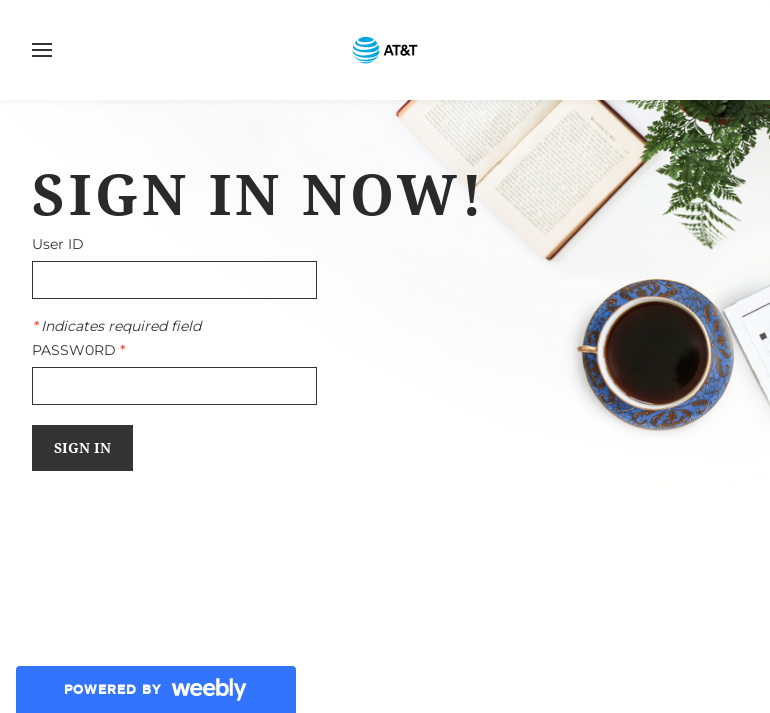 AT&T
SIGN IN NOW!
User ID
* Indicates required field
PASSW0RD *
SIGN IN
POWERED BY weebly